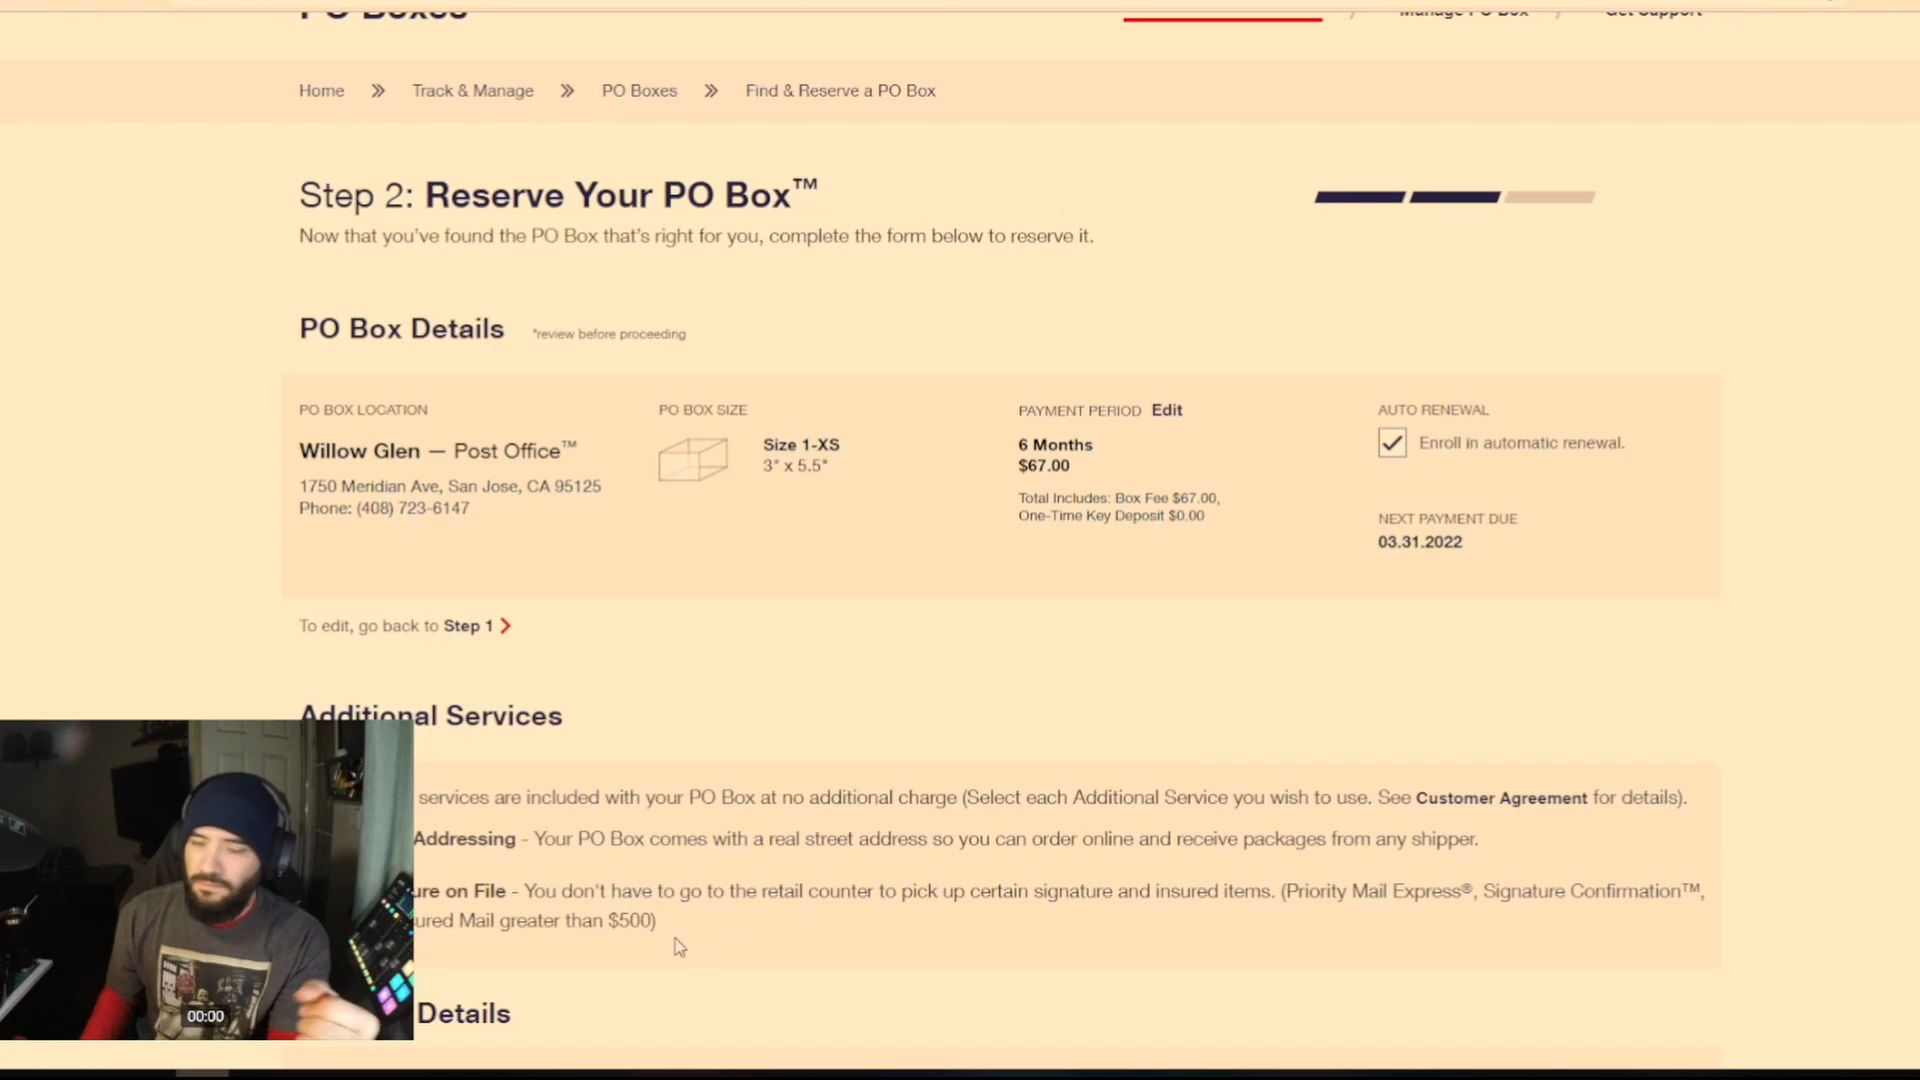 PO Boxes
Manage PO Box / Get Support
Home » Track & Manage » PO Boxes » Find & Reserve a PO Box
Step 2: Reserve Your PO Box™
Now that you've found the PO Box that's right for you, complete the form below to reserve it.
PO Box Details *review before proceeding
PO BOX LOCATION
Willow Glen — Post Office™
1750 Meridian Ave, San Jose, CA 95125
Phone: (408) 723-6147
PO BOX SIZE
Size 1-XS
3" x 5.5"
PAYMENT PERIOD Edit
6 Months
$67.00
Total Includes: Box Fee $67.00,
One-Time Key Deposit $0.00
AUTO RENEWAL
Enroll in automatic renewal.
NEXT PAYMENT DUE
03.31.2022
To edit, go back to Step 1
Additional Services
services are included with your PO Box at no additional charge (Select each Additional Service you wish to use. See Customer Agreement for details).
Addressing - Your PO Box comes with a real street address so you can order online and receive packages from any shipper.
ure on File - You don't have to go to the retail counter to pick up certain signature and insured items. (Priority Mail Express®, Signature Confirmation™,
ured Mail greater than $500)
Details
00:00